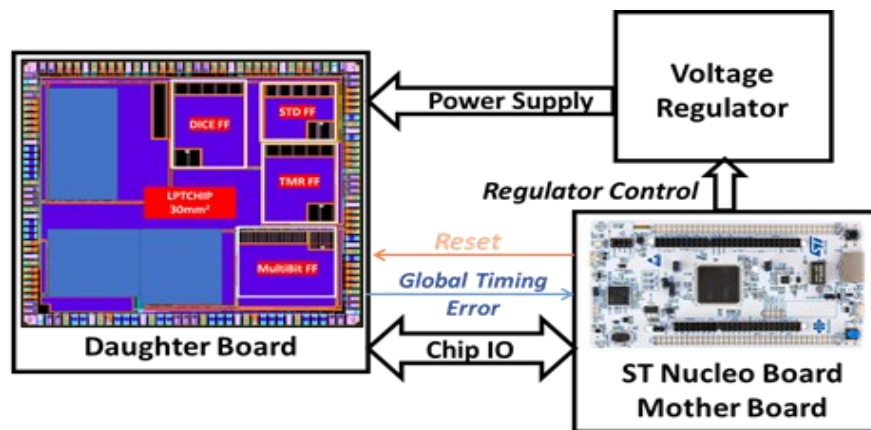 Voltage
Regulator
Power Supply
DICE FF
STD FF
TMR FF
LPTCHIP
30mm²
MultiBit FF
Regulator Control
Reset
Global Timing
Error
Chip IO
Daughter Board
ST Nucleo Board
Mother Board